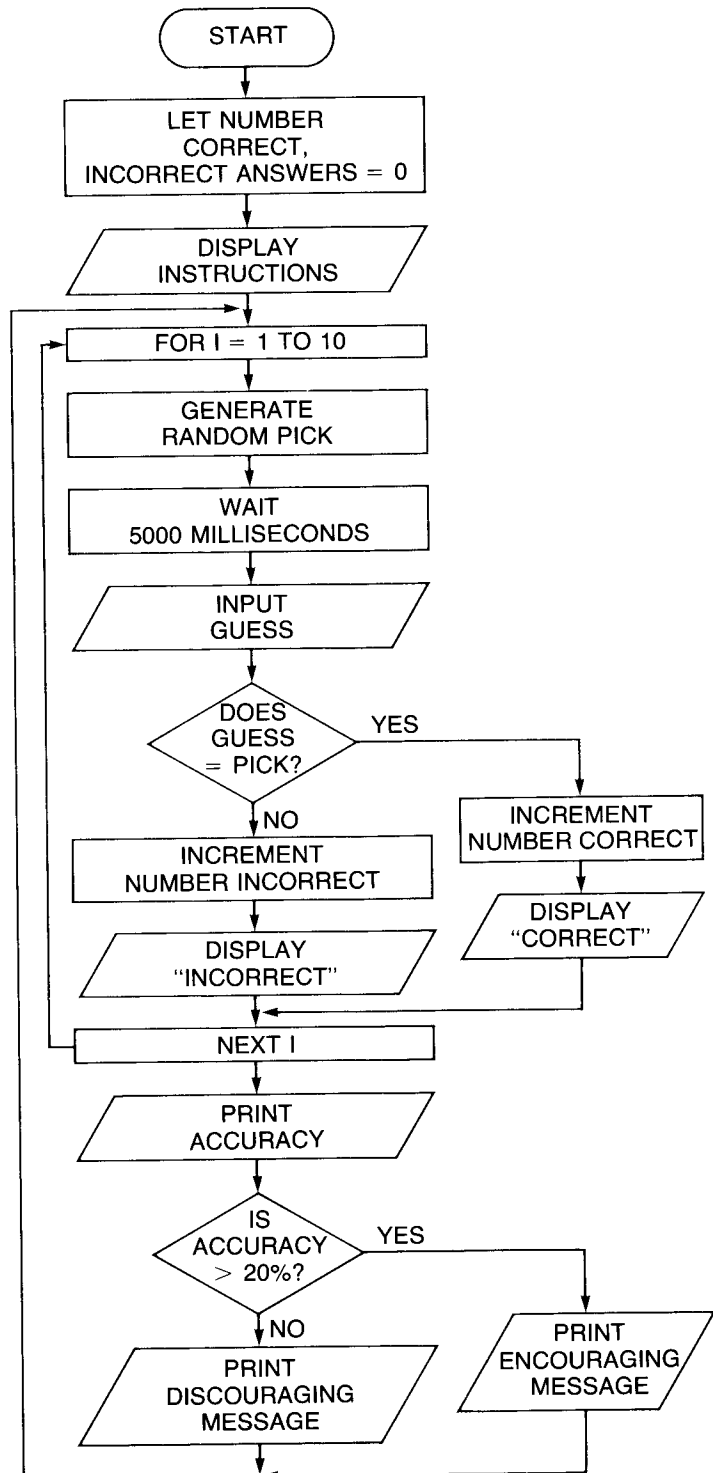 START
LET NUMBER
CORRECT,
INCORRECT ANSWERS = 0
DISPLAY
INSTRUCTIONS
FOR I = 1 TO 10
GENERATE
RANDOM PICK
WAIT
5000 MILLISECONDS
INPUT
GUESS
DOES
GUESS
= PICK?
YES
NO
INCREMENT
NUMBER CORRECT
INCREMENT
NUMBER INCORRECT
DISPLAY
“CORRECT”
DISPLAY
“INCORRECT”
NEXT I
PRINT
ACCURACY
IS
ACCURACY
> 20%?
YES
NO
PRINT
ENCOURAGING
MESSAGE
PRINT
DISCOURAGING
MESSAGE